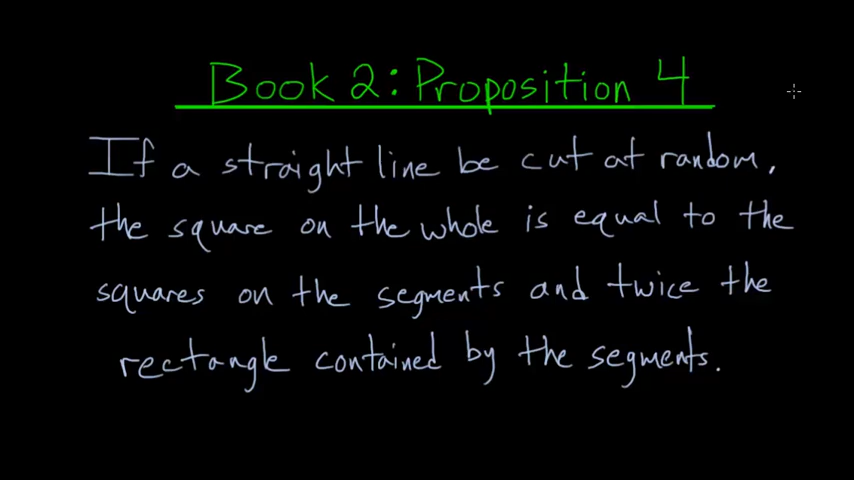 Book 2: Proposition 4
If a straight line be cut at random,
the square on the whole is equal to the
squares on the segments and twice the
rectangle contained by the segments.